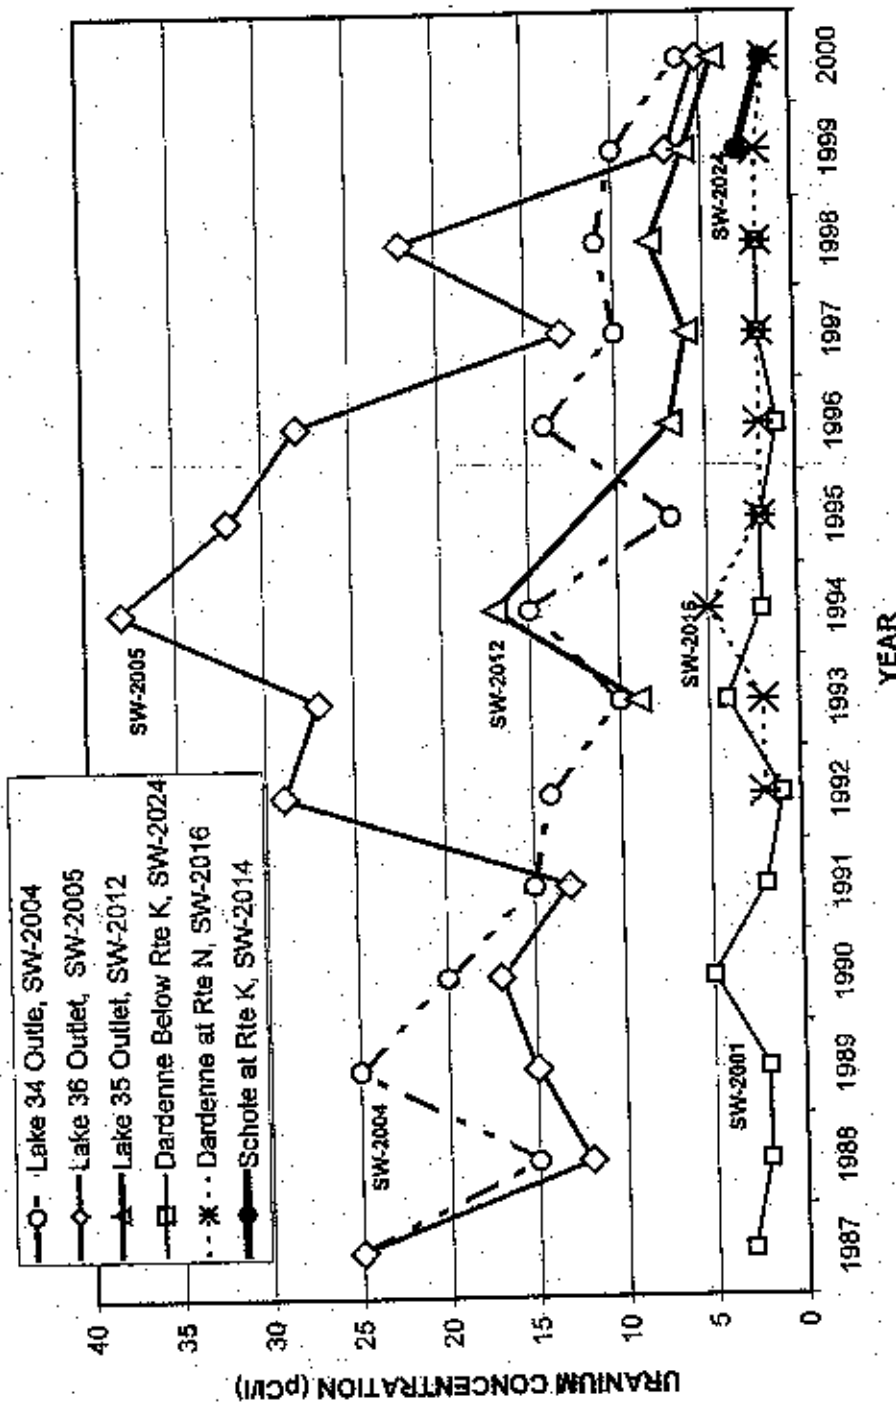 Lake 34 Outle, SW-2004
Lake 36 Outlet, SW-2005
Lake 35 Outlet, SW-2012
Dardenne Below Rte K, SW-2024
Dardenne at Rte N, SW-2016
Schote at Rte K, SW-2014
URANIUM CONCENTRATION (pCi/l)
40
35
30
25
20
15
10
5
0
SW-2005
SW-2004
SW-2012
SW-2001
SW-2016
SW-2024
1987
1988
1989
1990
1991
1992
1993
1994
1995
1996
1997
1998
1999
2000
YEAR